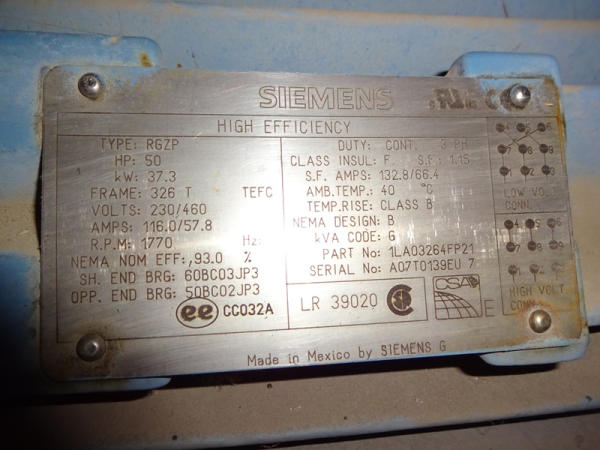 SIEMENS
HIGH EFFICIENCY
TYPE: RGZP
HP: 50
kW: 37.3
FRAME: 326 T TEFC
VOLTS: 230/460
AMPS: 116.0/57.8
R.P.M: 1770 Hz:
NEMA NOM EFF: ,93.0 %
SH. END BRG: 60BC03JP3
OPP. END BRG: 50BC02JP3
ee CC032A
DUTY: CONT. 3 PH
CLASS INSUL: F. S.F: 1.15
S.F. AMPS: 132.8/66.4
AMB.TEMP.: 40 °C
TEMP.RISE: CLASS B
NEMA DESIGN: B
kVA CODE: G
PART No: 1LA03264FP21
SERIAL No: A07T0139EU 7
LR 39020
CSA
E
LOW VOLT
CONN.
HIGH VOLT
CONN.
Made in Mexico by SIEMENS G